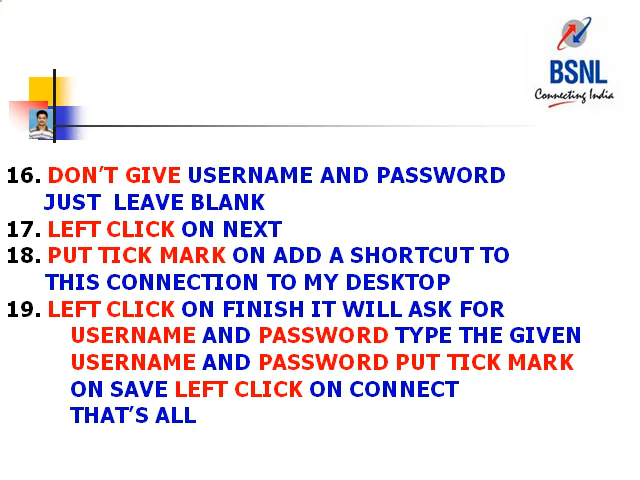 BSNL
Connecting India
16. DON'T GIVE USERNAME AND PASSWORD
JUST LEAVE BLANK
17. LEFT CLICK ON NEXT
18. PUT TICK MARK ON ADD A SHORTCUT TO
THIS CONNECTION TO MY DESKTOP
19. LEFT CLICK ON FINISH IT WILL ASK FOR
USERNAME AND PASSWORD TYPE THE GIVEN
USERNAME AND PASSWORD PUT TICK MARK
ON SAVE LEFT CLICK ON CONNECT
THAT'S ALL